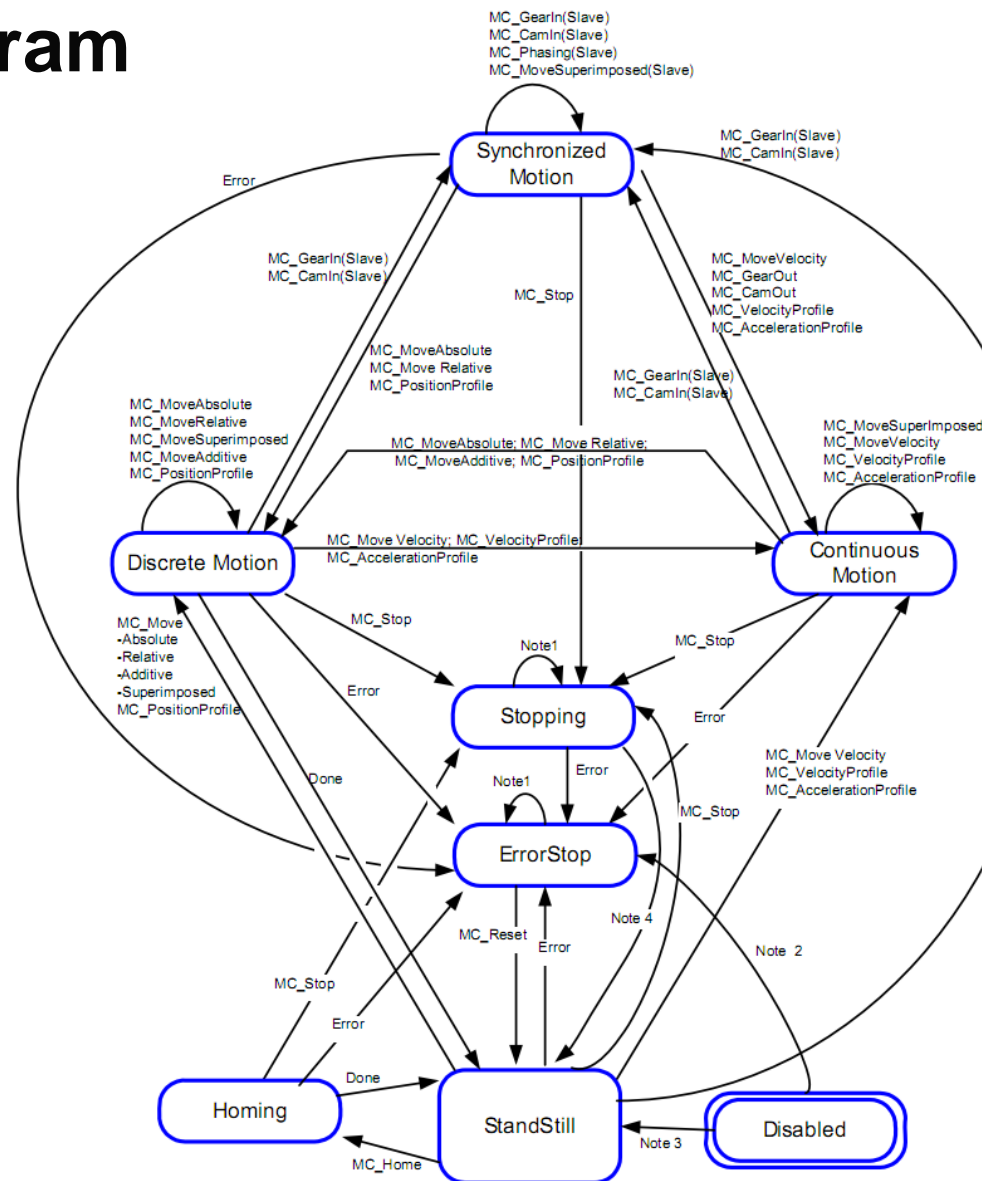 ram
MC_GearIn(Slave)
MC_CamIn(Slave)
MC_Phasing(Slave)
MC_MoveSuperimposed(Slave)
Synchronized
Motion
MC_GearIn(Slave)
MC_CamIn(Slave)
Error
MC_GearIn(Slave)
MC_CamIn(Slave)
MC_Stop
MC_MoveVelocity
MC_GearOut
MC_CamOut
MC_VelocityProfile
MC_AccelerationProfile
MC_MoveAbsolute
MC_Move Relative
MC_PositionProfile
MC_GearIn(Slave)
MC_CamIn(Slave)
MC_MoveAbsolute
MC_MoveRelative
MC_MoveSuperimposed
MC_MoveAdditive
MC_PositionProfile
MC_MoveAbsolute; MC_Move Relative;
MC_MoveAdditive; MC_PositionProfile
MC_MoveSuperImposed
MC_MoveVelocity
MC_VelocityProfile
MC_AccelerationProfile
Discrete Motion
MC_Move Velocity; MC_VelocityProfile;
MC_AccelerationProfile
Continuous
Motion
MC_Move
-Absolute
-Relative
-Additive
-Superimposed
MC_PositionProfile
MC_Stop
Note1
MC_Stop
Error
Stopping
Error
Error
MC_Move Velocity
MC_VelocityProfile
MC_AccelerationProfile
Done
Note1
MC_Stop
ErrorStop
MC_Reset
Error
Note 4
Note 2
MC_Stop
Error
Done
Homing
StandStill
Disabled
Note 3
MC_Home